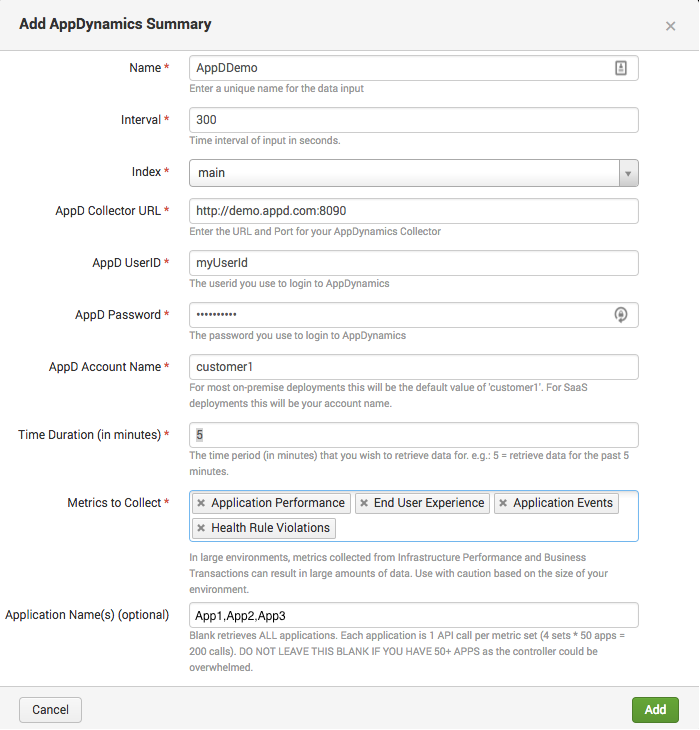 Add AppDynamics Summary ×
Name * AppDDemo
Enter a unique name for the data input
Interval * 300
Time interval of input in seconds.
Index * main
AppD Collector URL * http://demo.appd.com:8090
Enter the URL and Port for your AppDynamics Collector
AppD UserID * myUserId
The userid you use to login to AppDynamics
AppD Password * ••••••••••
The password you use to login to AppDynamics
AppD Account Name * customer1
For most on-premise deployments this will be the default value of 'customer1'. For SaaS
deployments this will be your account name.
Time Duration (in minutes) * 5
The time period (in minutes) that you wish to retrieve data for. e.g.: 5 = retrieve data for the past 5
minutes.
Metrics to Collect * × Application Performance × End User Experience × Application Events
× Health Rule Violations
In large environments, metrics collected from Infrastructure Performance and Business
Transactions can result in large amounts of data. Use with caution based on the size of your
environment.
Application Name(s) (optional) App1,App2,App3
Blank retrieves ALL applications. Each application is 1 API call per metric set (4 sets * 50 apps =
200 calls). DO NOT LEAVE THIS BLANK IF YOU HAVE 50+ APPS as the controller could be
overwhelmed.
Cancel Add